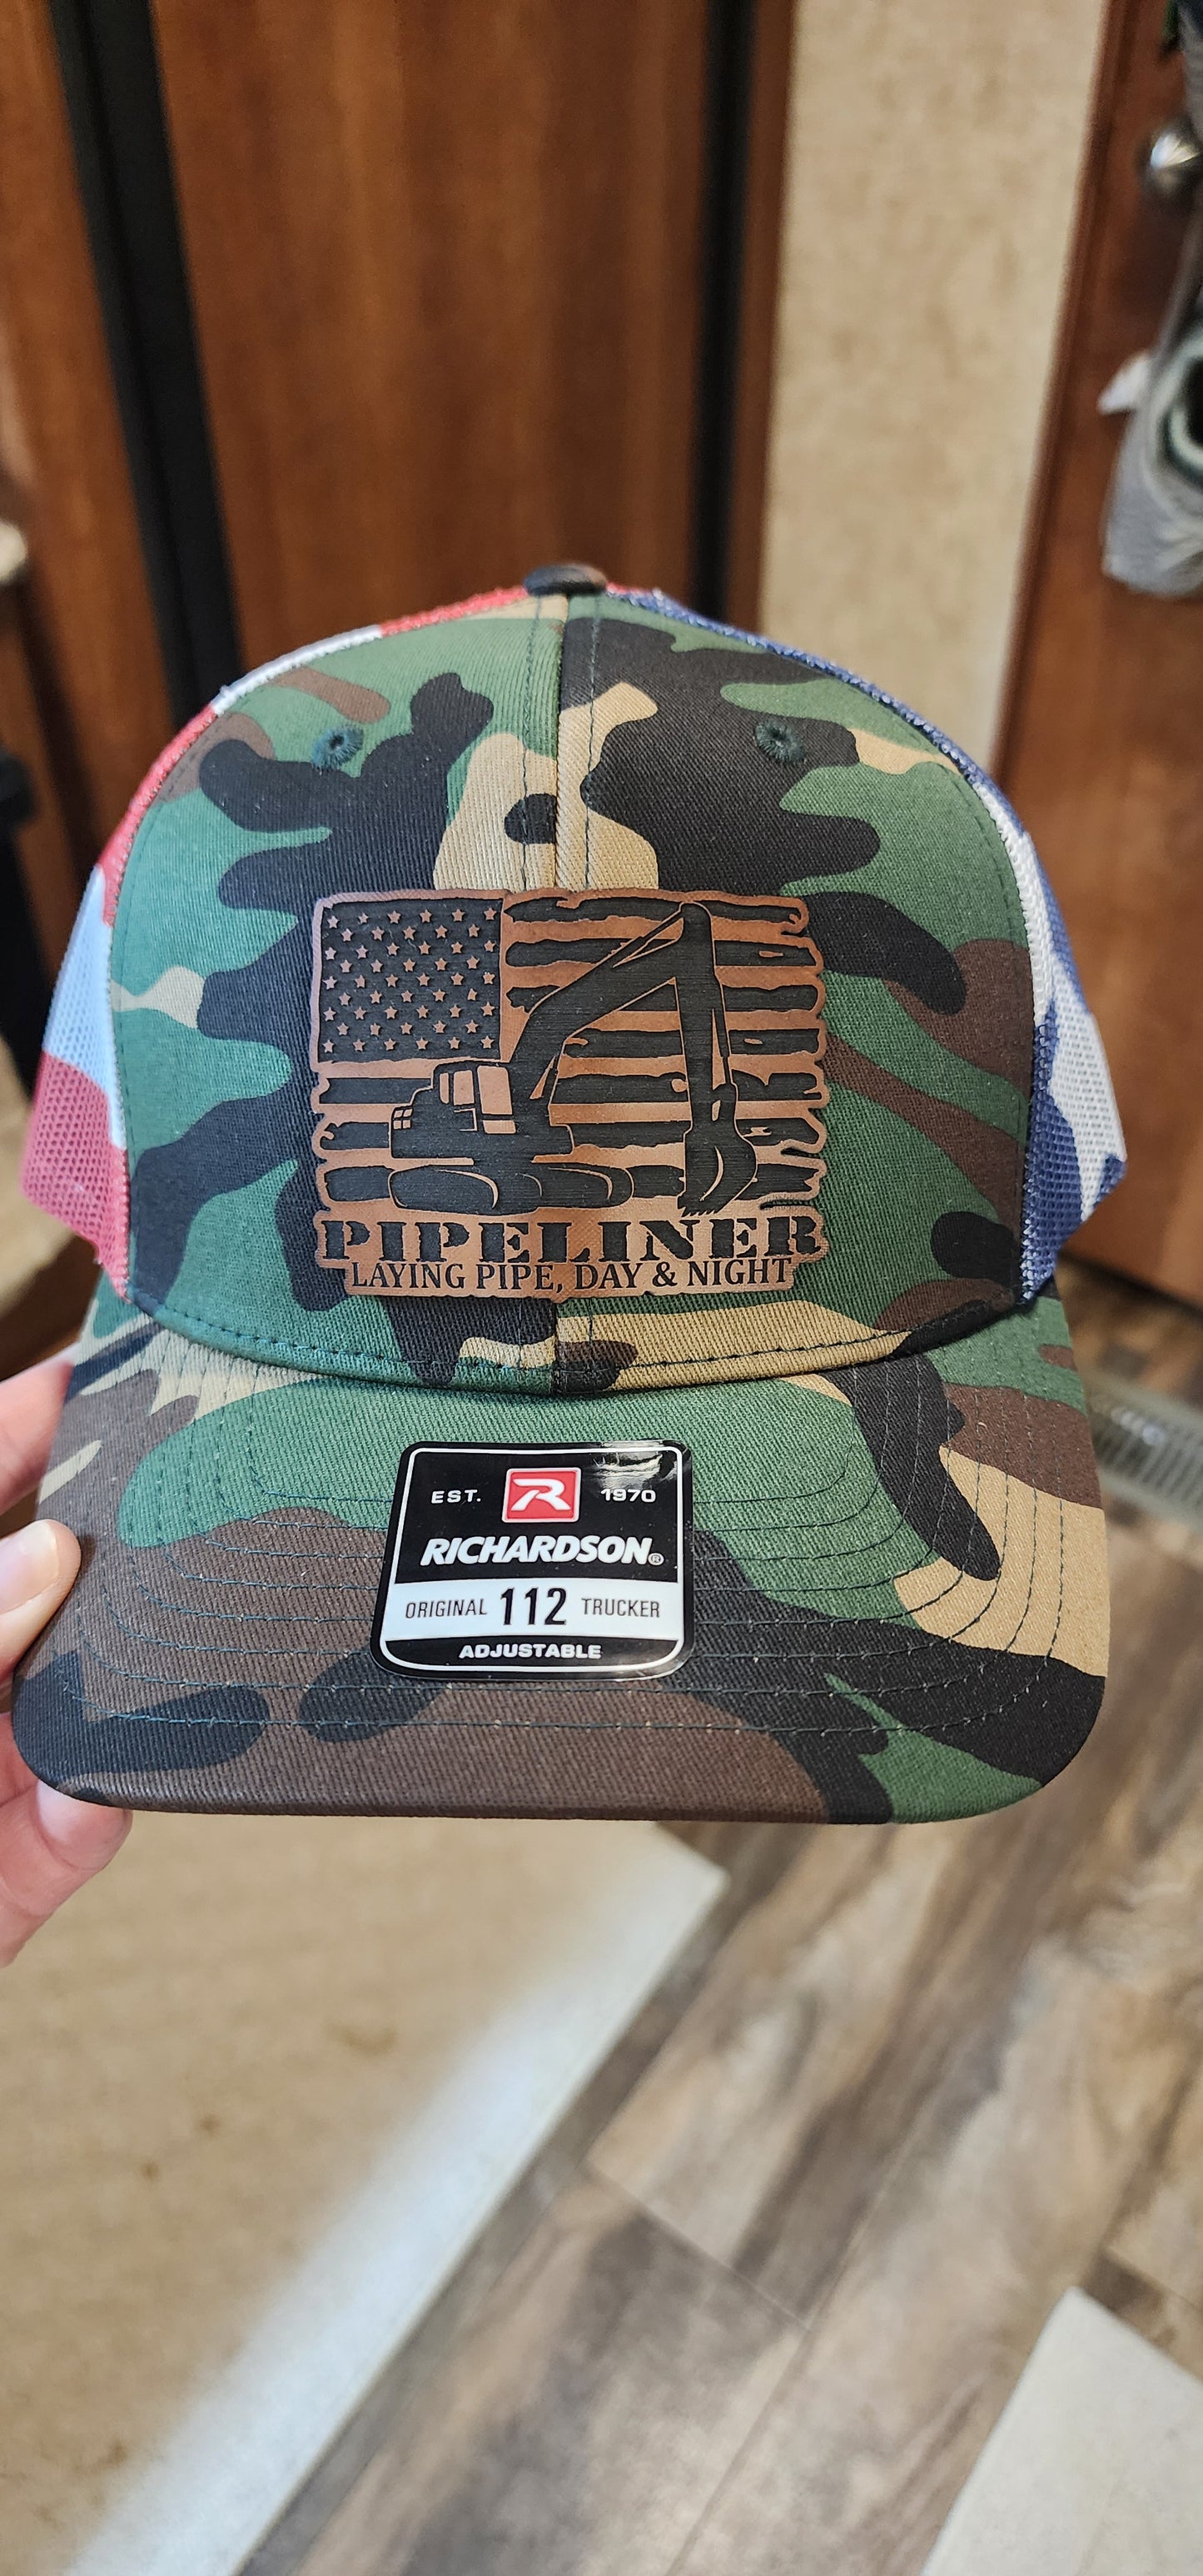 PIPELINER
LAYING PIPE, DAY & NIGHT
EST. R 1970
RICHARDSON®
ORIGINAL 112 TRUCKER
ADJUSTABLE